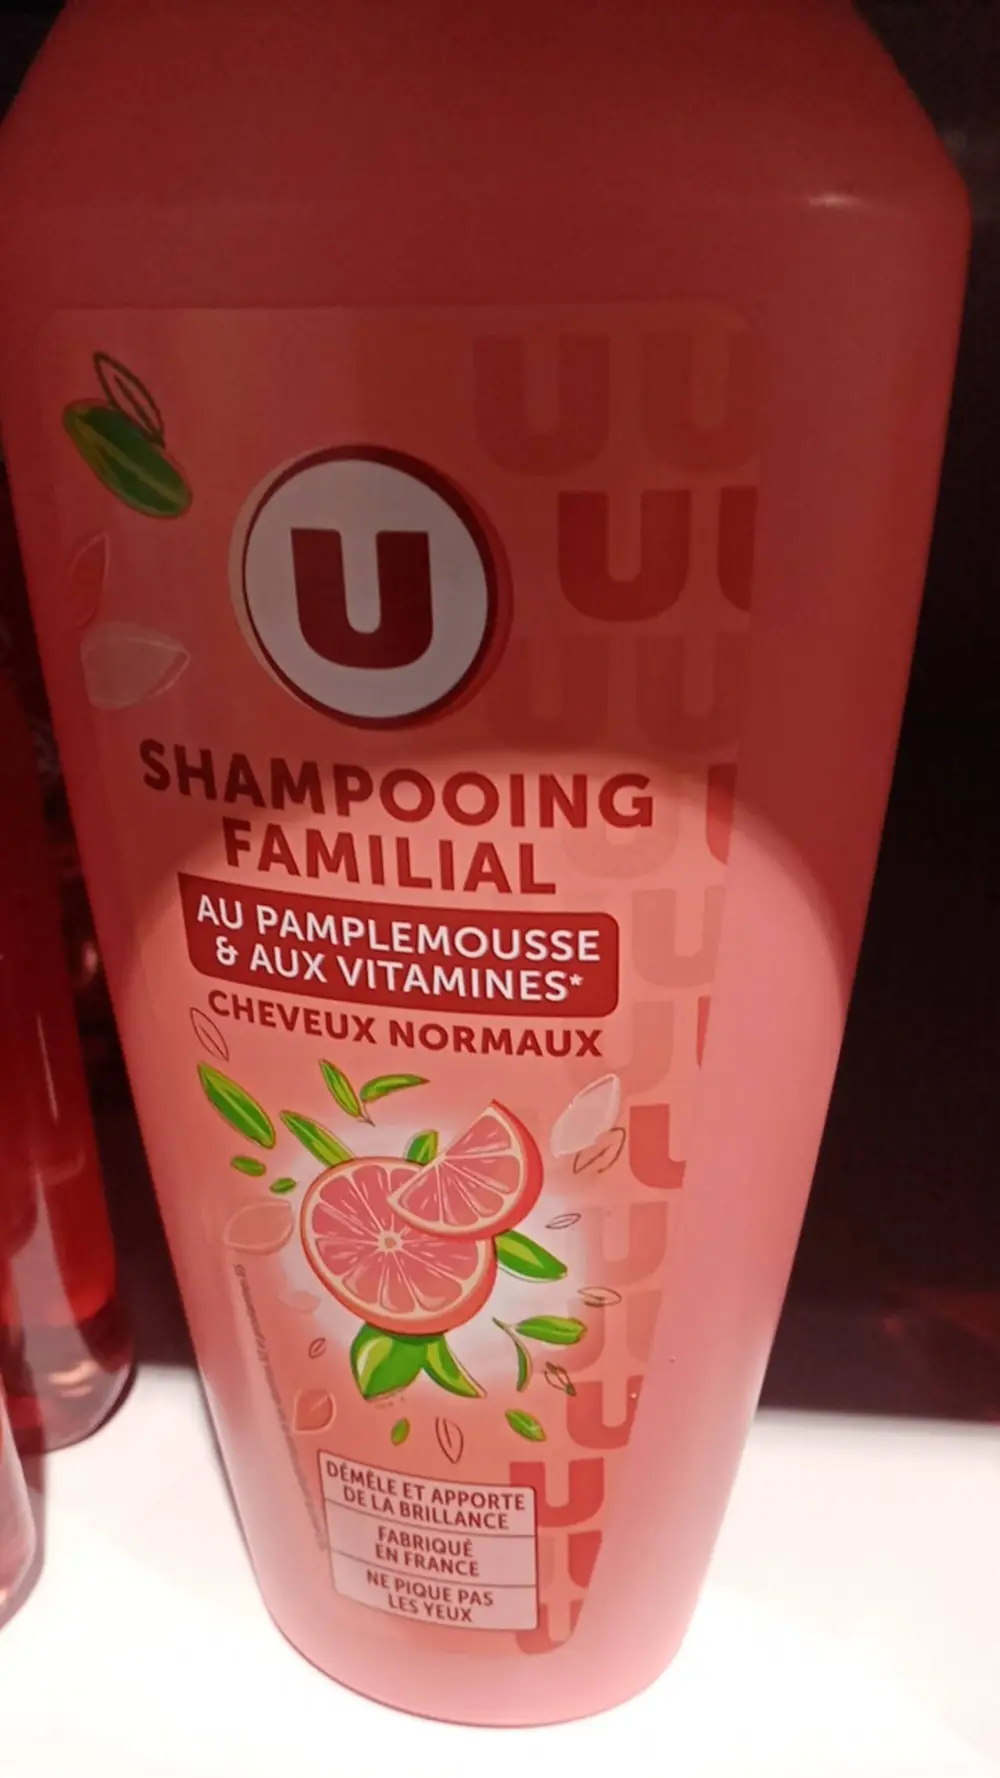 U
SHAMPOOING
FAMILIAL
AU PAMPLEMOUSSE
& AUX VITAMINES*
CHEVEUX NORMAUX
DÉMÊLE ET APPORTE
DE LA BRILLANCE
FABRIQUÉ
EN FRANCE
NE PIQUE PAS
LES YEUX